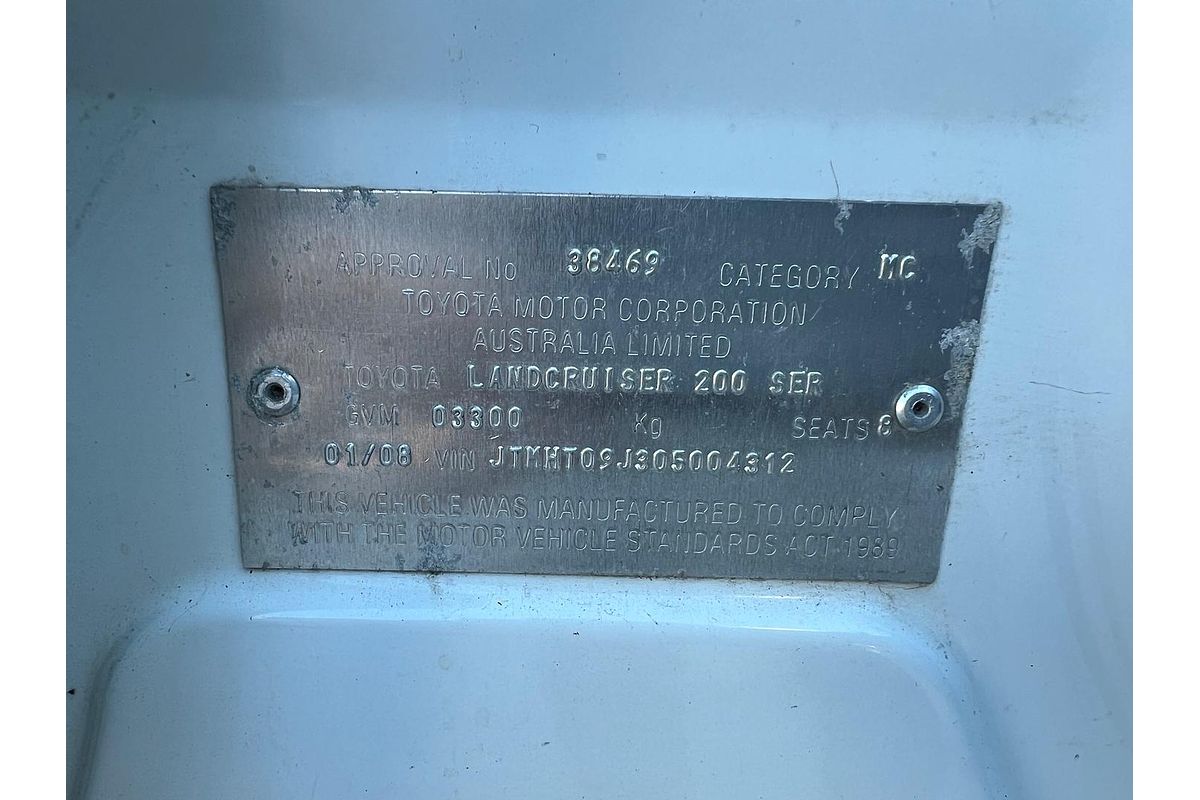 APPROVAL No 38469 CATEGORY MC
TOYOTA MOTOR CORPORATION
AUSTRALIA LIMITED
TOYOTA LANDCRUISER 200 SER
GVM 03300 Kg SEATS 8
01/08 VIN JTMHT09J305004312
THIS VEHICLE WAS MANUFACTURED TO COMPLY
WITH THE MOTOR VEHICLE STANDARDS ACT 1989